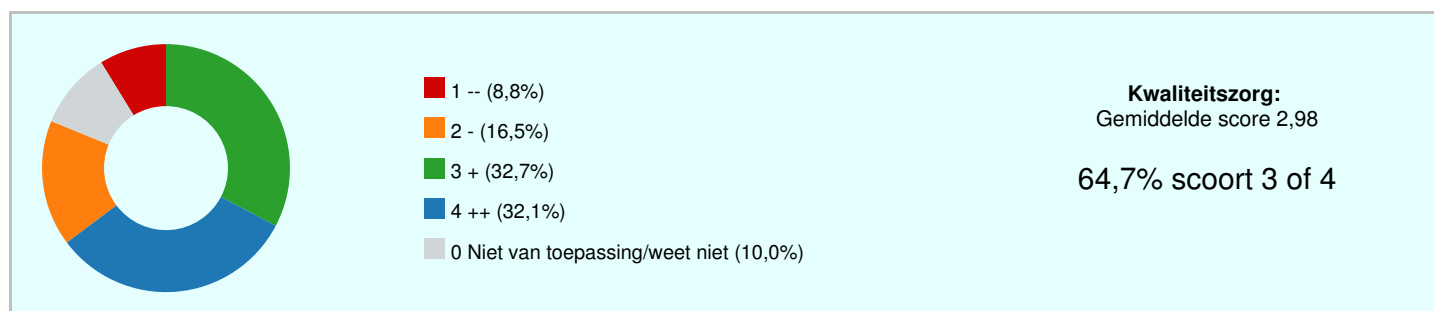 1 -- (8,8%)
2 - (16,5%)
3 + (32,7%)
4 ++ (32,1%)
0 Niet van toepassing/weet niet (10,0%)
Kwaliteitszorg:
Gemiddelde score 2,98
64,7% scoort 3 of 4